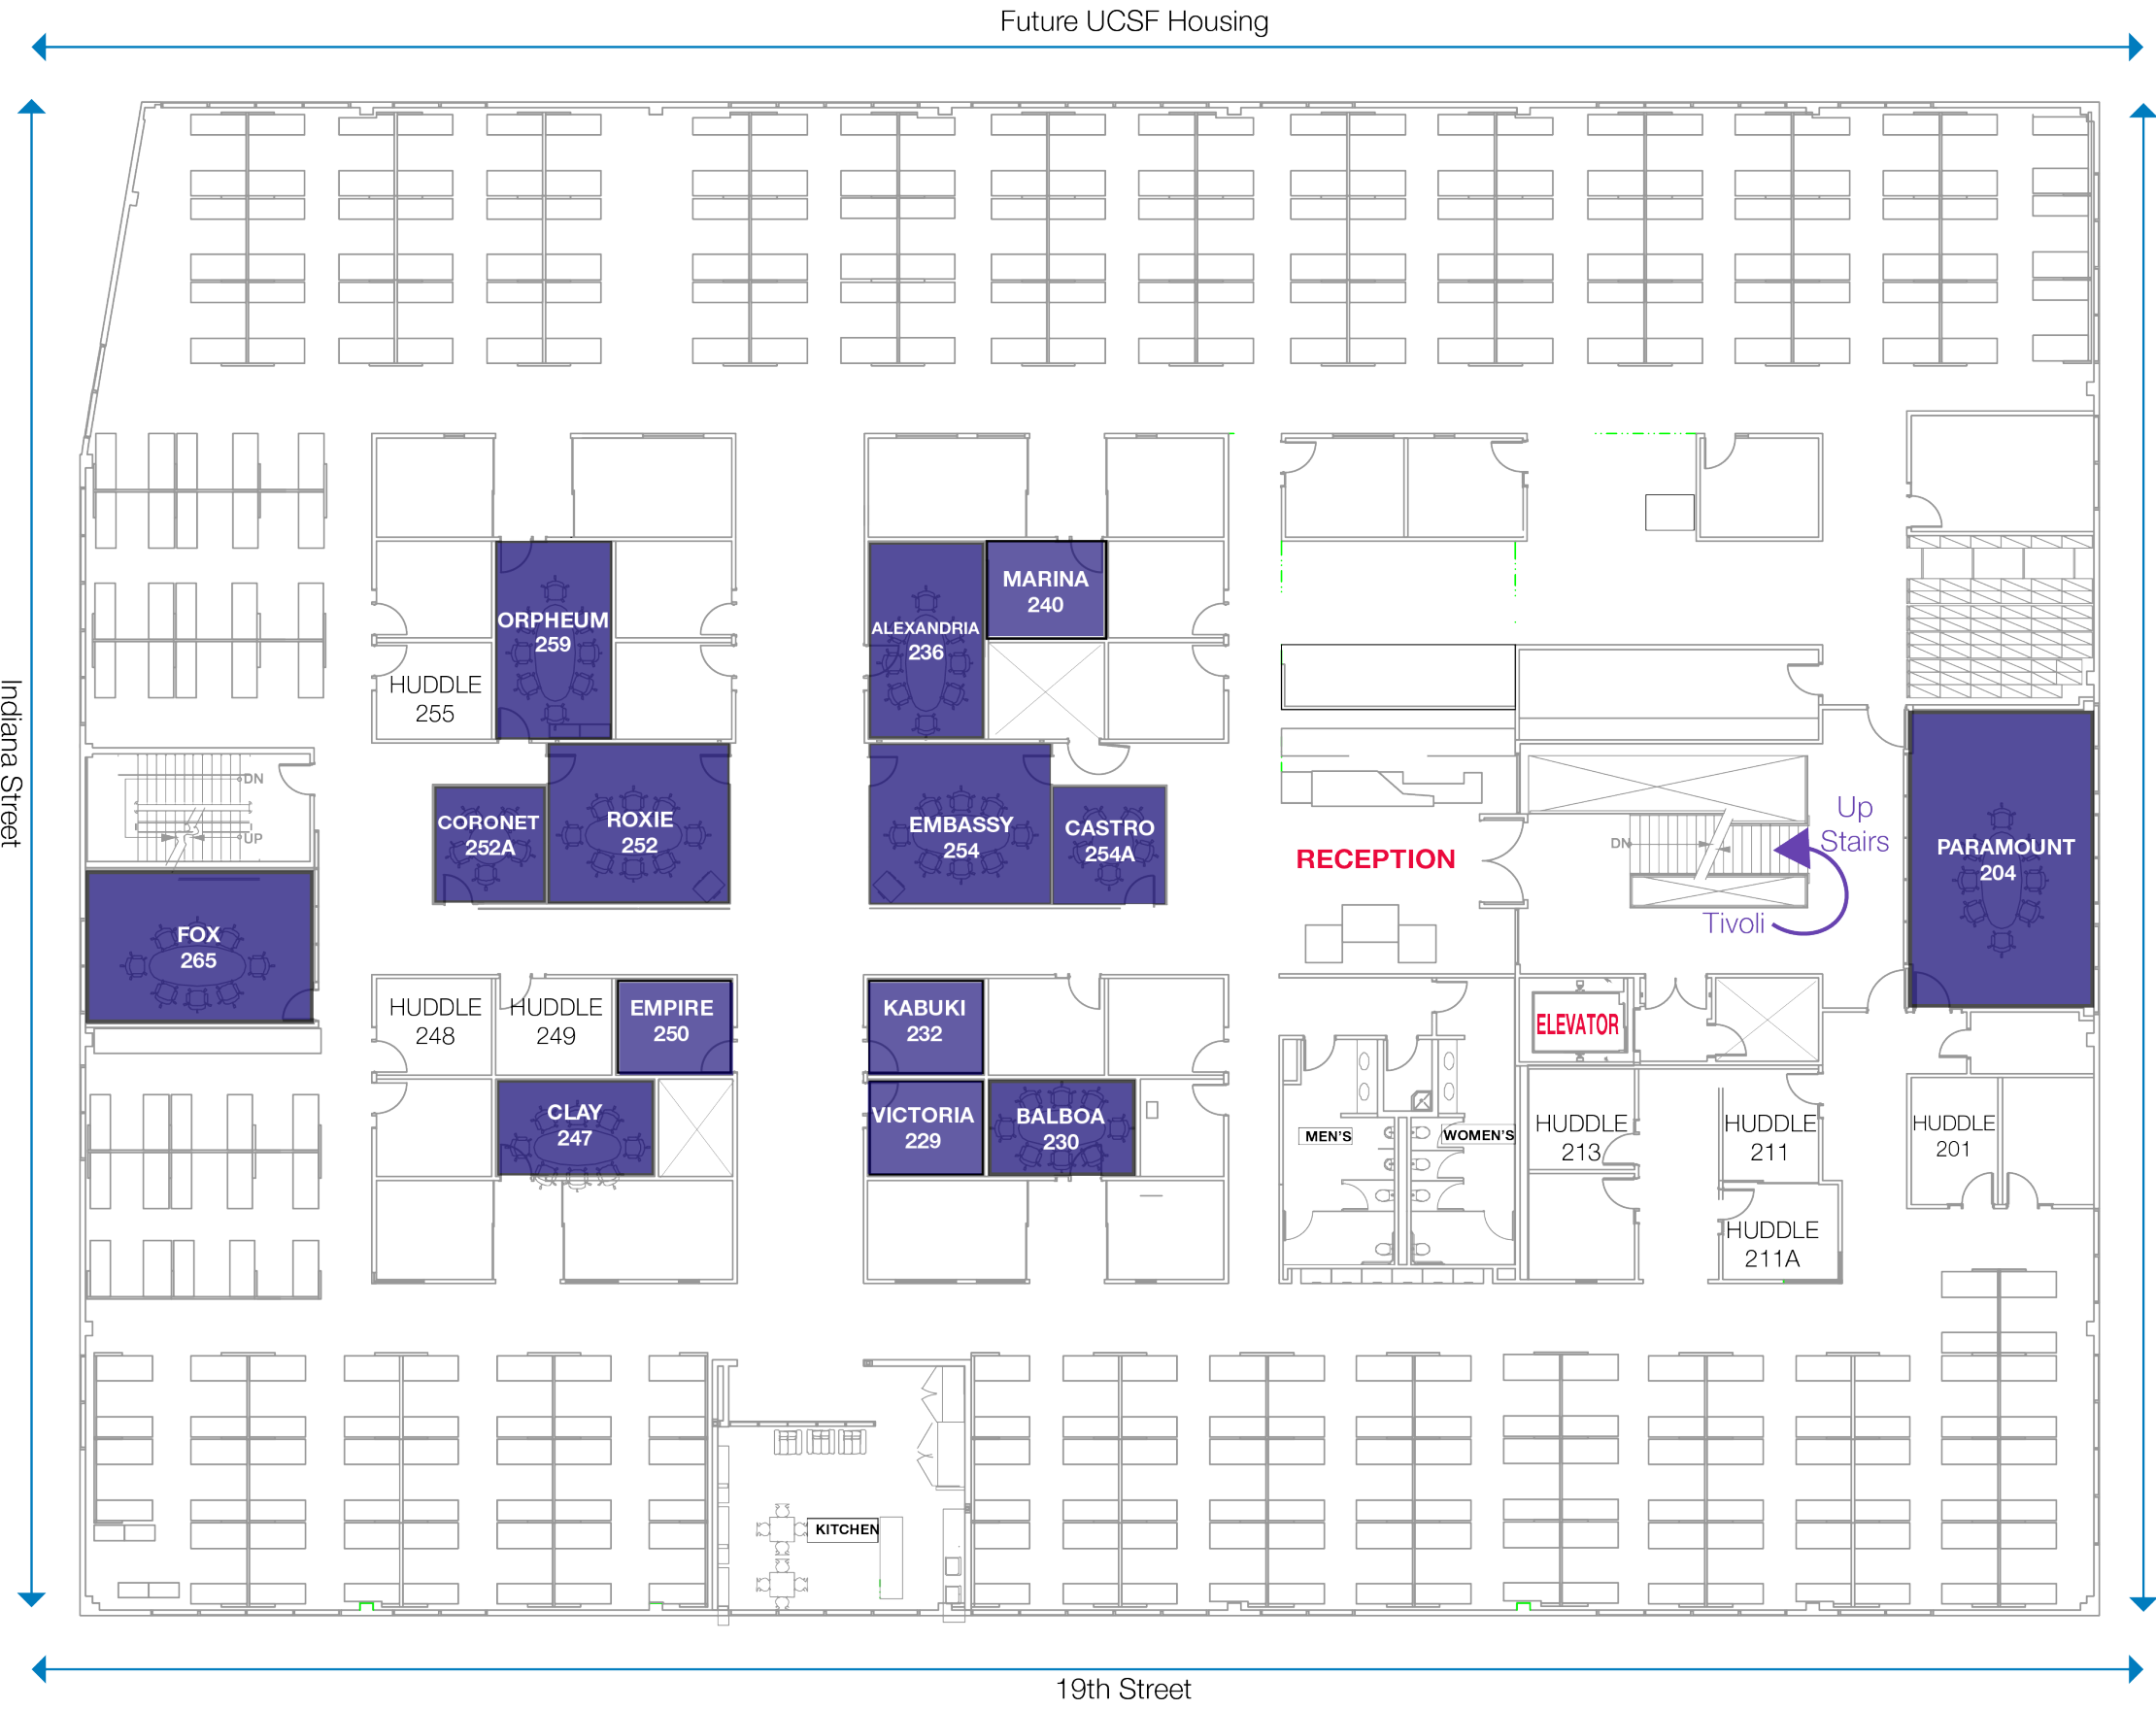 Future UCSF Housing
Indiana Street
MARINA
240
ORPHEUM
259
ALEXANDRIA
236
HUDDLE
255
DN
UP
CORONET
252A
ROXIE
252
EMBASSY
254
CASTRO
254A
RECEPTION
DN
Up
Stairs
Tivoli
PARAMOUNT
204
FOX
265
HUDDLE
248
HUDDLE
249
EMPIRE
250
KABUKI
232
ELEVATOR
CLAY
247
VICTORIA
229
BALBOA
230
MEN'S
WOMEN'S
HUDDLE
213
HUDDLE
211
HUDDLE
201
HUDDLE
211A
KITCHEN
19th Street